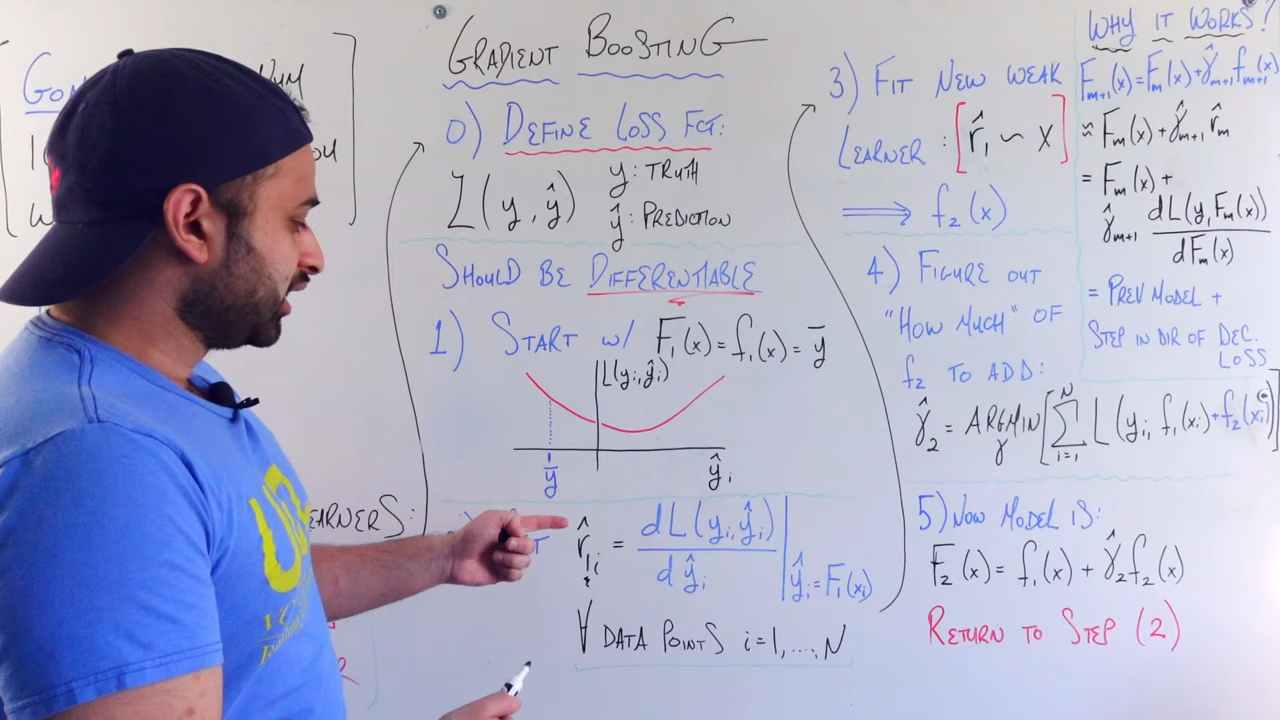 GRADIENT BOOSTING
0) DEFINE LOSS FCT:
L(y, ŷ)
y: TRUTH
ŷ: PREDICTION
SHOULD BE DIFFERENTIABLE
1) START W/ F₁(x) = f₁(x) = ȳ
L(yᵢ, ŷᵢ)
ȳ
ŷᵢ
r̂₁ᵢ = dL(yᵢ, ŷᵢ) / dŷᵢ | ŷᵢ = F₁(xᵢ)
∀ DATA POINTS i=1,...,N
EARNERS:
3) FIT NEW WEAK
LEARNER: [r̂₁ ~ X]
⟹ f₂(x)
4) FIGURE OUT
"HOW MUCH" OF
f₂ TO ADD:
γ̂₂ = ARGMIN γ [Σ i=1 N L(yᵢ, f₁(xᵢ)+f₂(xᵢ))]
5) NOW MODEL IS:
F₂(x) = f₁(x) + γ̂₂f₂(x)
RETURN TO STEP (2)
WHY IT WORKS?
Fₘ₊₁(x) = Fₘ(x) + γ̂ₘ₊₁fₘ₊₁(x)
≈ Fₘ(x) + γ̂ₘ₊₁ r̂ₘ
= Fₘ(x) +
γ̂ₘ₊₁ dL(y, Fₘ(x)) / dFₘ(x)
= PREV MODEL +
STEP IN DIR OF DEC.
LOSS